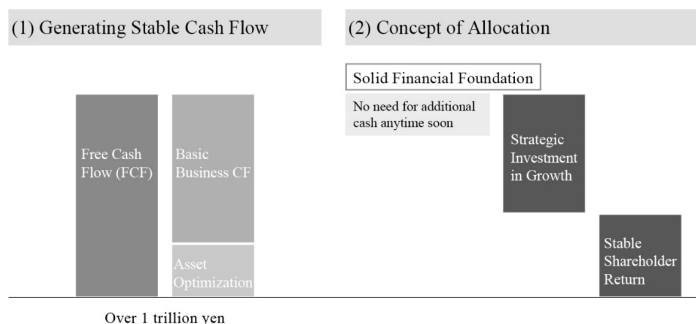 (1) Generating Stable Cash Flow
Free Cash
Flow (FCF)
Basic
Business CF
Asset
Optimization
Over 1 trillion yen
(2) Concept of Allocation
Solid Financial Foundation
No need for additional
cash anytime soon
Strategic
Investment
in Growth
Stable
Shareholder
Return